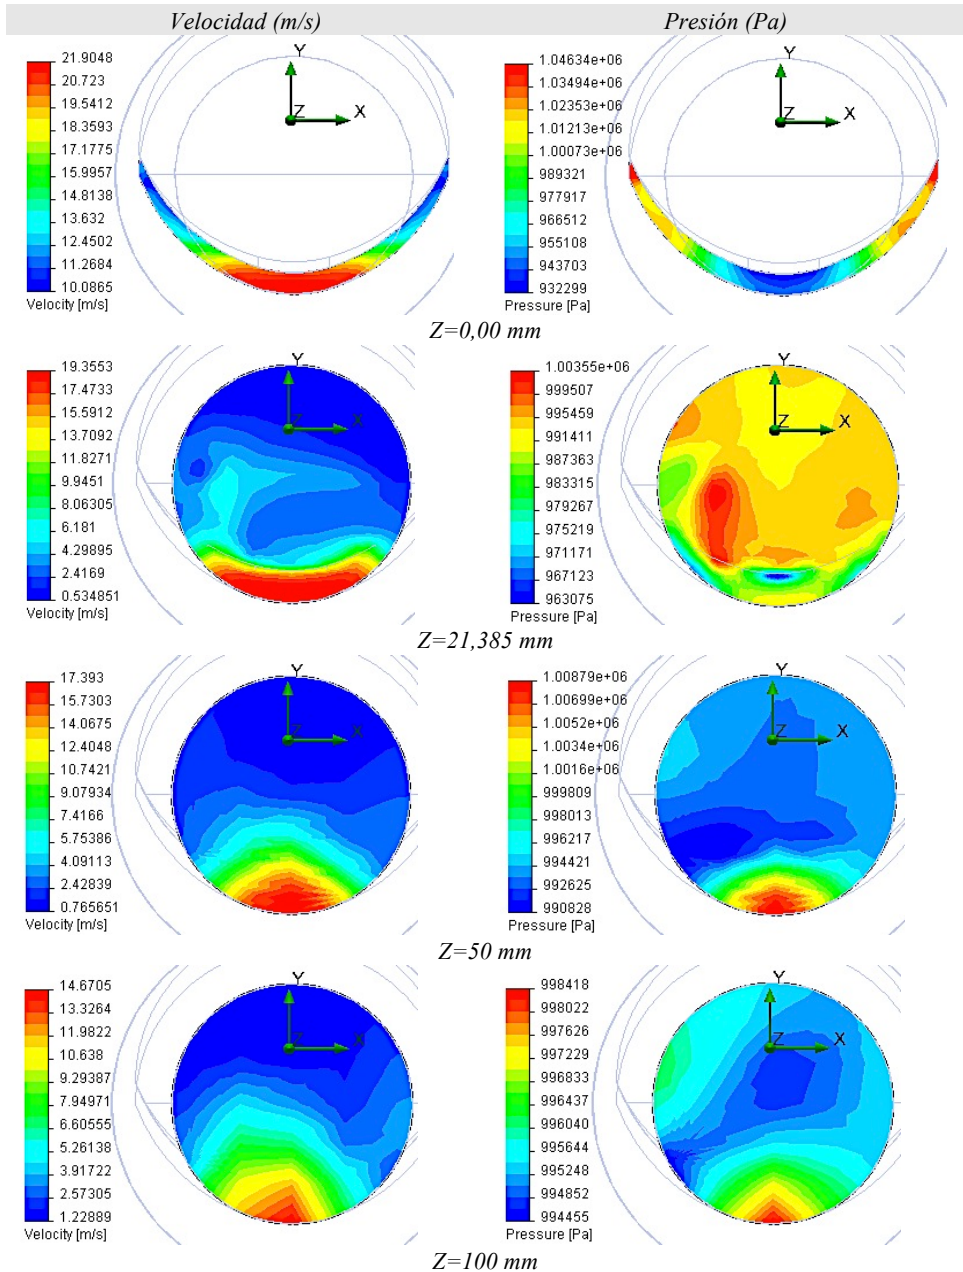 Velocidad (m/s) Presión (Pa)
21.9048
20.723
19.5412
18.3593
17.1775
15.9957
14.8138
13.632
12.4502
11.2684
10.0865
Velocity [m/s]
Y
Z
X
1.04634e+06
1.03494e+06
1.02353e+06
1.01213e+06
1.00073e+06
989321
977917
966512
955108
943703
932299
Pressure [Pa]
Y
Z
X
Z=0,00 mm
19.3553
17.4733
15.5912
13.7092
11.8271
9.9451
8.06305
6.181
4.29895
2.4169
0.534851
Velocity [m/s]
Y
Z
X
1.00355e+06
999507
995459
991411
987363
983315
979267
975219
971171
967123
963075
Pressure [Pa]
Y
Z
X
Z=21,385 mm
17.393
15.7303
14.0675
12.4048
10.7421
9.07934
7.4166
5.75386
4.09113
2.42839
0.765651
Velocity [m/s]
Y
Z
X
1.00879e+06
1.00699e+06
1.0052e+06
1.0034e+06
1.0016e+06
999809
998013
996217
994421
992625
990828
Pressure [Pa]
Y
Z
X
Z=50 mm
14.6705
13.3264
11.9822
10.638
9.29387
7.94971
6.60555
5.26138
3.91722
2.57305
1.22889
Velocity [m/s]
Y
Z
X
998418
998022
997626
997229
996833
996437
996040
995644
995248
994852
994455
Pressure [Pa]
Y
Z
X
Z=100 mm